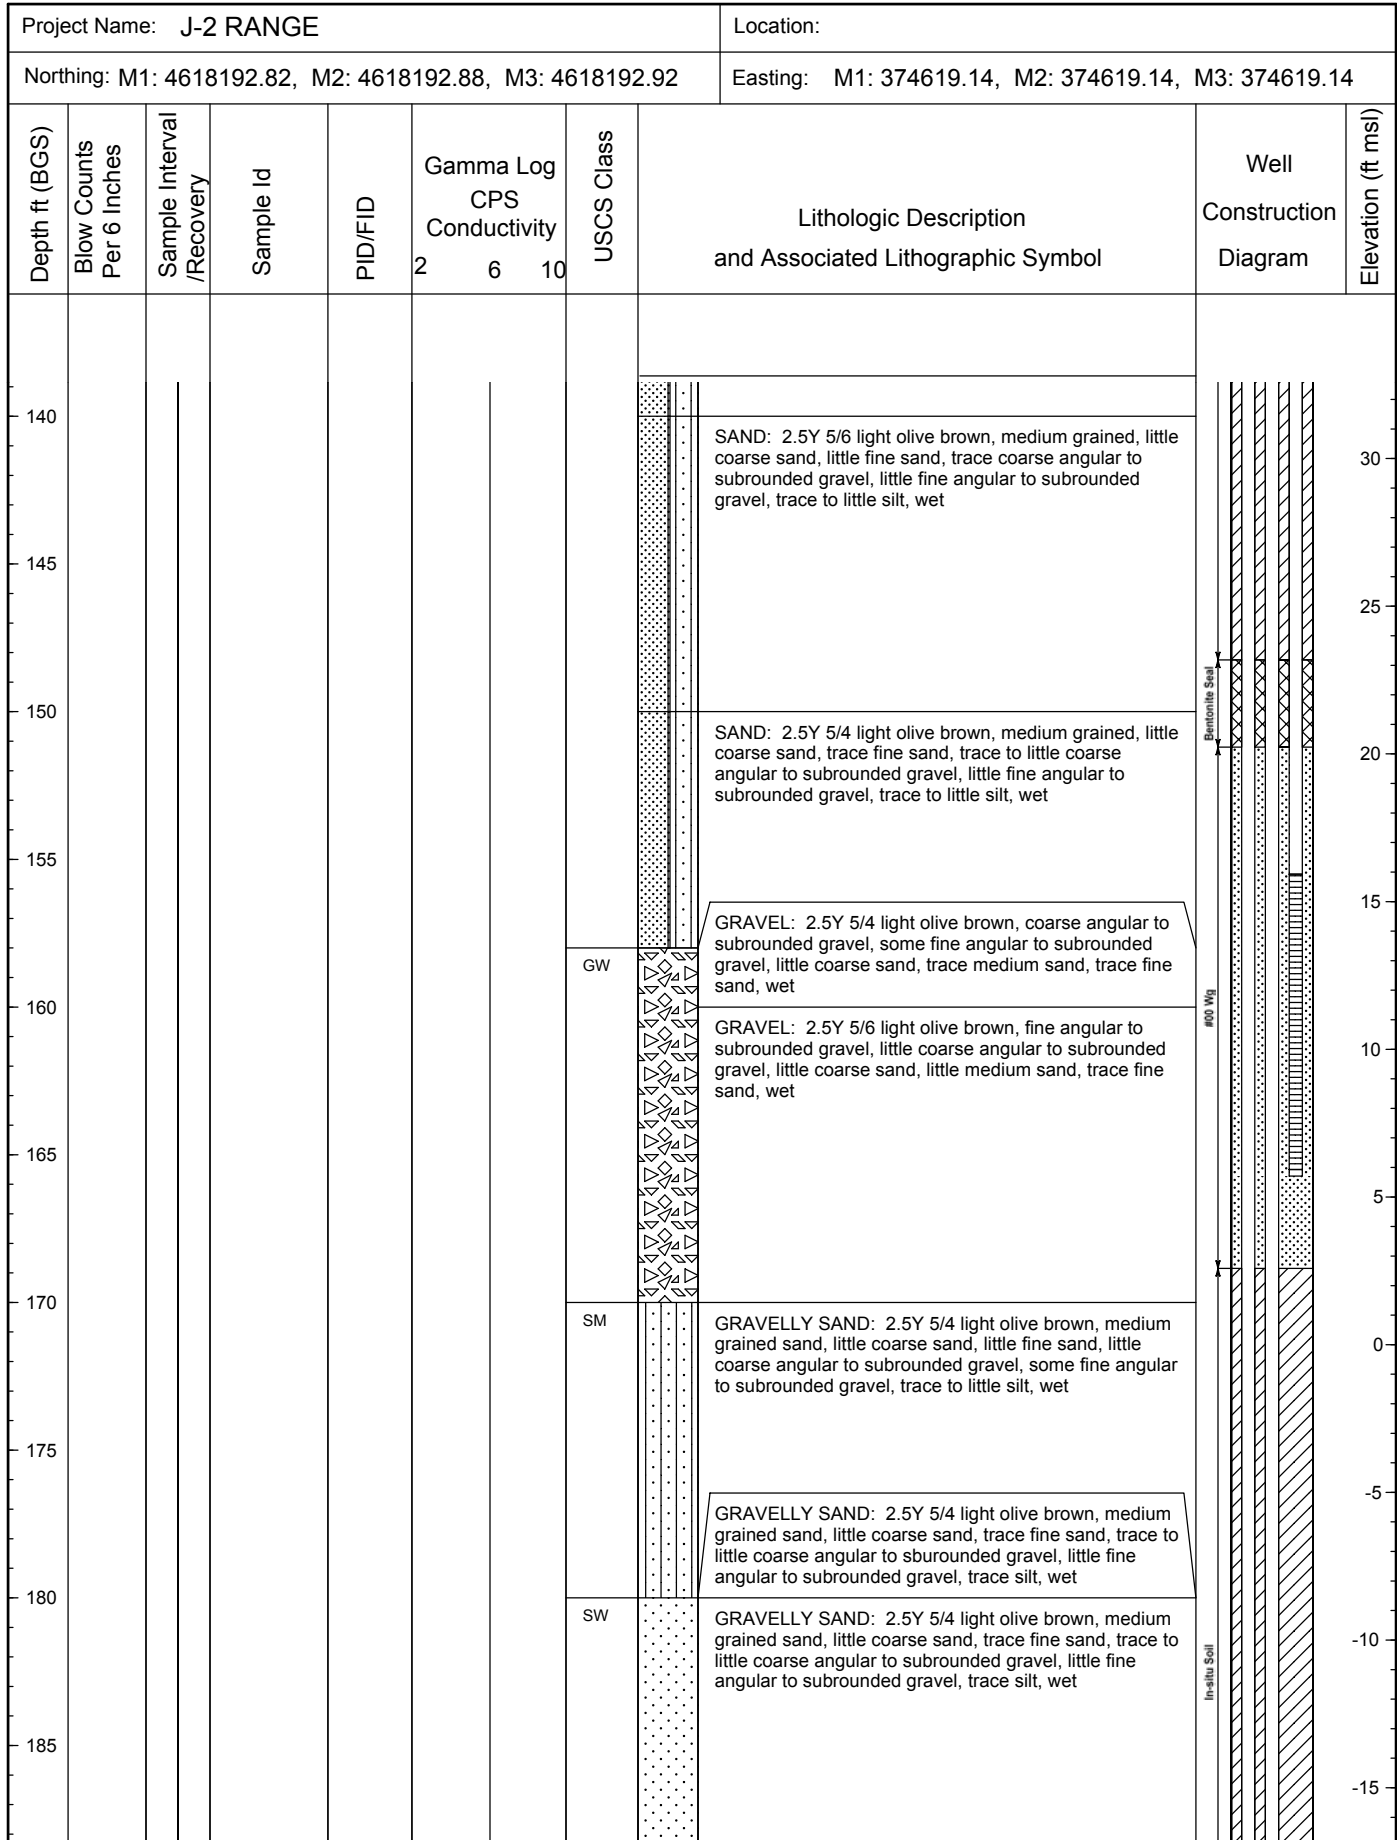 Project Name: J-2 RANGE
Location:
Northing: M1: 4618192.82, M2: 4618192.88, M3: 4618192.92
Easting: M1: 374619.14, M2: 374619.14, M3: 374619.14
Depth ft (BGS)
Blow Counts
Per 6 Inches
Sample Interval
/Recovery
Sample Id
PID/FID
Gamma Log
CPS
Conductivity
2 6 10
USCS Class
Lithologic Description
and Associated Lithographic Symbol
Well
Construction
Diagram
Elevation (ft msl)
140
SAND: 2.5Y 5/6 light olive brown, medium grained, little
coarse sand, little fine sand, trace coarse angular to
subrounded gravel, little fine angular to subrounded
gravel, trace to little silt, wet
30
145
25
Bentonite Seal
150
SAND: 2.5Y 5/4 light olive brown, medium grained, little
coarse sand, trace fine sand, trace to little coarse
angular to subrounded gravel, little fine angular to
subrounded gravel, trace to little silt, wet
20
155
15
GRAVEL: 2.5Y 5/4 light olive brown, coarse angular to
subrounded gravel, some fine angular to subrounded
gravel, little coarse sand, trace medium sand, trace fine
sand, wet
GW
160
#00 Wg
GRAVEL: 2.5Y 5/6 light olive brown, fine angular to
subrounded gravel, little coarse angular to subrounded
gravel, little coarse sand, little medium sand, trace fine
sand, wet
10
165
5
170
SM
GRAVELLY SAND: 2.5Y 5/4 light olive brown, medium
grained sand, little coarse sand, little fine sand, little
coarse angular to subrounded gravel, some fine angular
to subrounded gravel, trace to little silt, wet
0
175
-5
GRAVELLY SAND: 2.5Y 5/4 light olive brown, medium
grained sand, little coarse sand, trace fine sand, trace to
little coarse angular to sburounded gravel, little fine
angular to subrounded gravel, trace silt, wet
180
SW
GRAVELLY SAND: 2.5Y 5/4 light olive brown, medium
grained sand, little coarse sand, trace fine sand, trace to
little coarse angular to subrounded gravel, little fine
angular to subrounded gravel, trace silt, wet
-10
In-situ Soil
185
-15